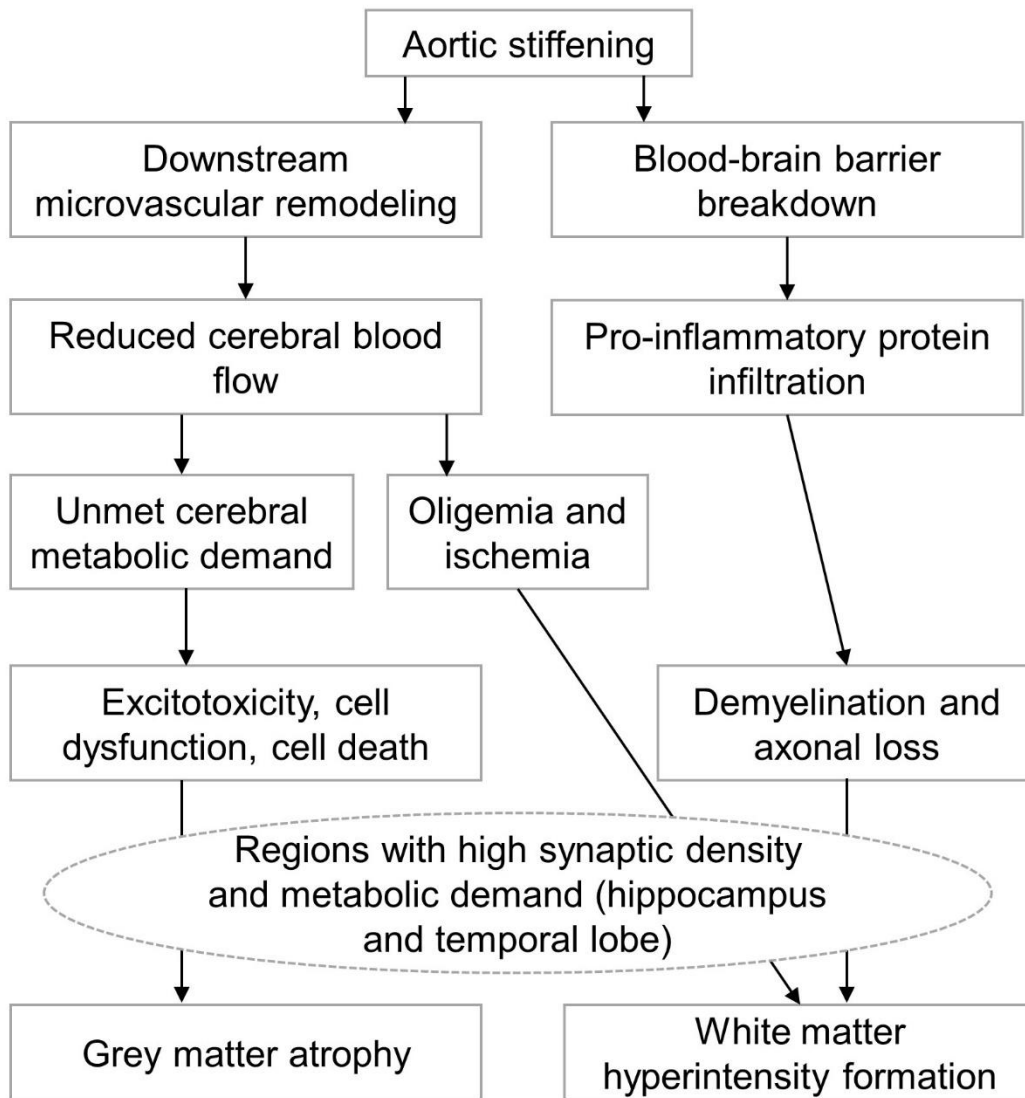 Aortic stiffening
Downstream
microvascular remodeling
Blood-brain barrier
breakdown
Reduced cerebral blood
flow
Pro-inflammatory protein
infiltration
Unmet cerebral
metabolic demand
Oligemia and
ischemia
Excitotoxicity, cell
dysfunction, cell death
Demyelination and
axonal loss
Regions with high synaptic density
and metabolic demand (hippocampus
and temporal lobe)
Grey matter atrophy
White matter
hyperintensity formation